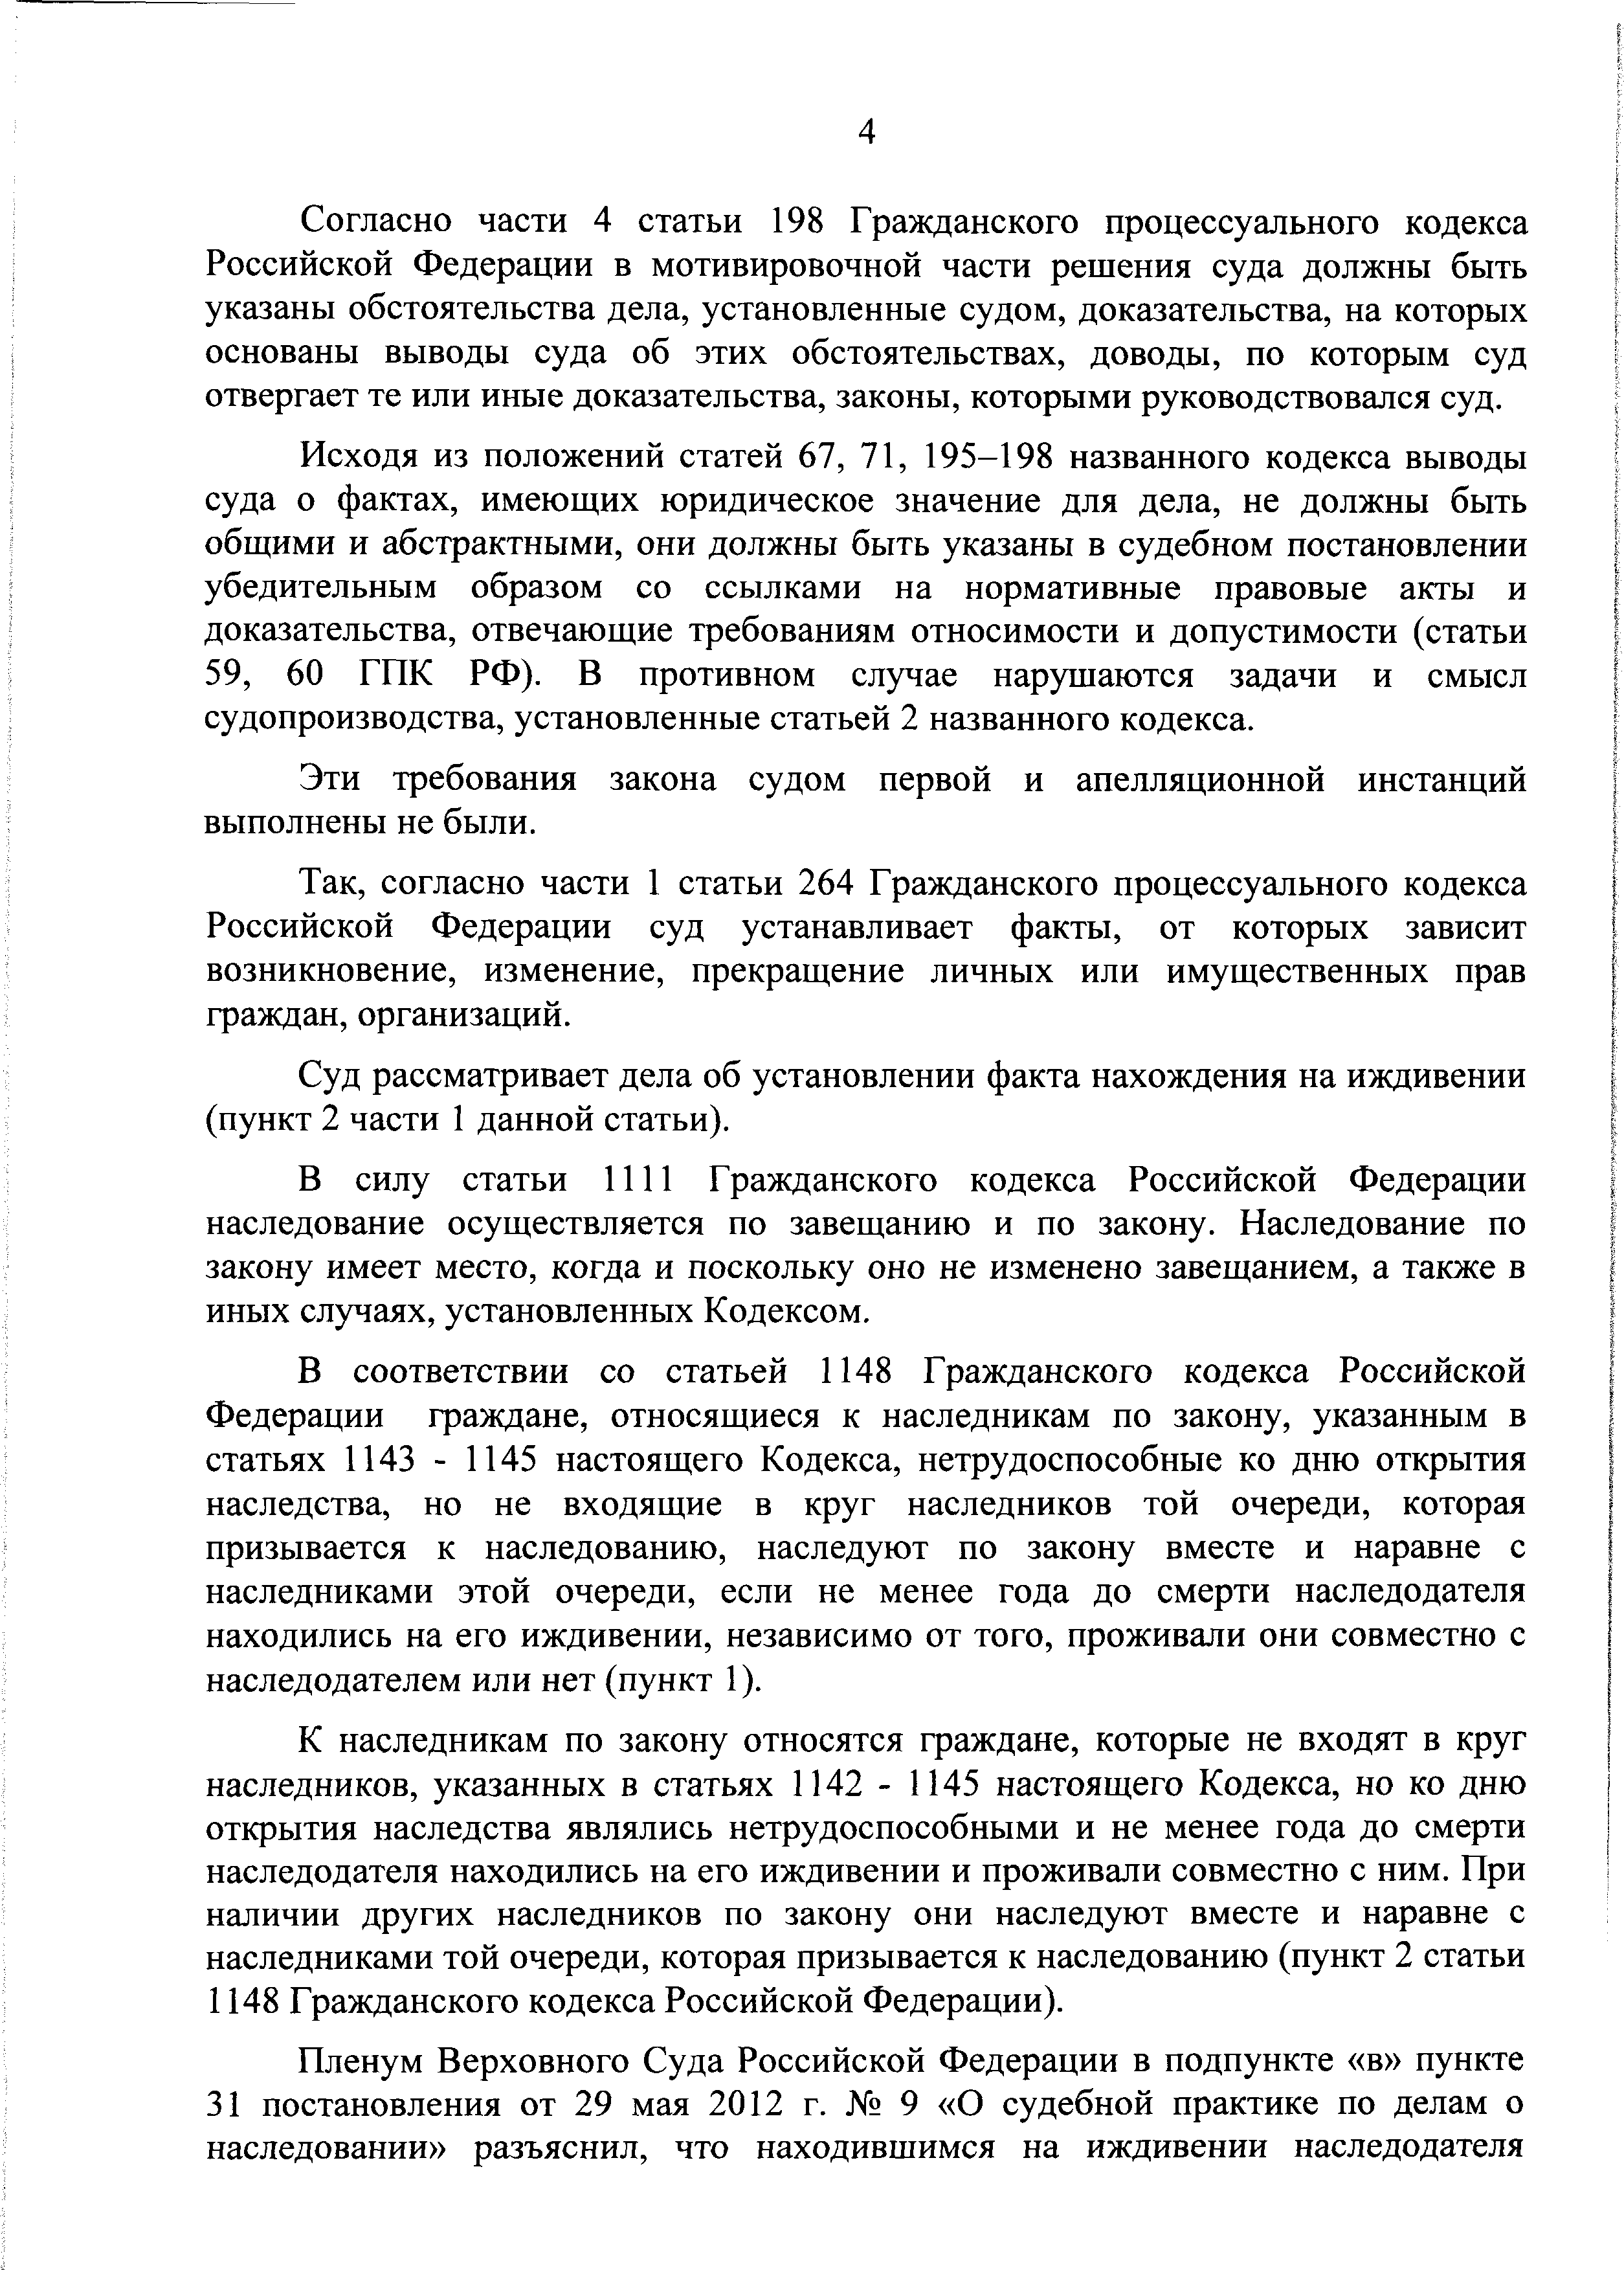 4
Согласно части 4 статьи 198 Гражданского процессуального кодекса
Российской Федерации в мотивировочной части решения суда должны быть
указаны обстоятельства дела, установленные судом, доказательства, на которых
основаны выводы суда об этих обстоятельствах, доводы, по которым суд
отвергает те или иные доказательства, законы, которыми руководствовался суд.
Исходя из положений статей 67, 71, 195–198 названного кодекса выводы
суда о фактах, имеющих юридическое значение для дела, не должны быть
общими и абстрактными, они должны быть указаны в судебном постановлении
убедительным образом со ссылками на нормативные правовые акты и
доказательства, отвечающие требованиям относимости и допустимости (статьи
59, 60 ГПК РФ). В противном случае нарушаются задачи и смысл
судопроизводства, установленные статьей 2 названного кодекса.
Эти требования закона судом первой и апелляционной инстанций
выполнены не были.
Так, согласно части 1 статьи 264 Гражданского процессуального кодекса
Российской Федерации суд устанавливает факты, от которых зависит
возникновение, изменение, прекращение личных или имущественных прав
граждан, организаций.
Суд рассматривает дела об установлении факта нахождения на иждивении
(пункт 2 части 1 данной статьи).
В силу статьи 1111 Гражданского кодекса Российской Федерации
наследование осуществляется по завещанию и по закону. Наследование по
закону имеет место, когда и поскольку оно не изменено завещанием, а также в
иных случаях, установленных Кодексом.
В соответствии со статьей 1148 Гражданского кодекса Российской
Федерации граждане, относящиеся к наследникам по закону, указанным в
статьях 1143 - 1145 настоящего Кодекса, нетрудоспособные ко дню открытия
наследства, но не входящие в круг наследников той очереди, которая
призывается к наследованию, наследуют по закону вместе и наравне с
наследниками этой очереди, если не менее года до смерти наследодателя
находились на его иждивении, независимо от того, проживали они совместно с
наследодателем или нет (пункт 1).
К наследникам по закону относятся граждане, которые не входят в круг
наследников, указанных в статьях 1142 - 1145 настоящего Кодекса, но ко дню
открытия наследства являлись нетрудоспособными и не менее года до смерти
наследодателя находились на его иждивении и проживали совместно с ним. При
наличии других наследников по закону они наследуют вместе и наравне с
наследниками той очереди, которая призывается к наследованию (пункт 2 статьи
1148 Гражданского кодекса Российской Федерации).
Пленум Верховного Суда Российской Федерации в подпункте «в» пункте
31 постановления от 29 мая 2012 г. № 9 «О судебной практике по делам о
наследовании» разъяснил, что находившимся на иждивении наследодателя